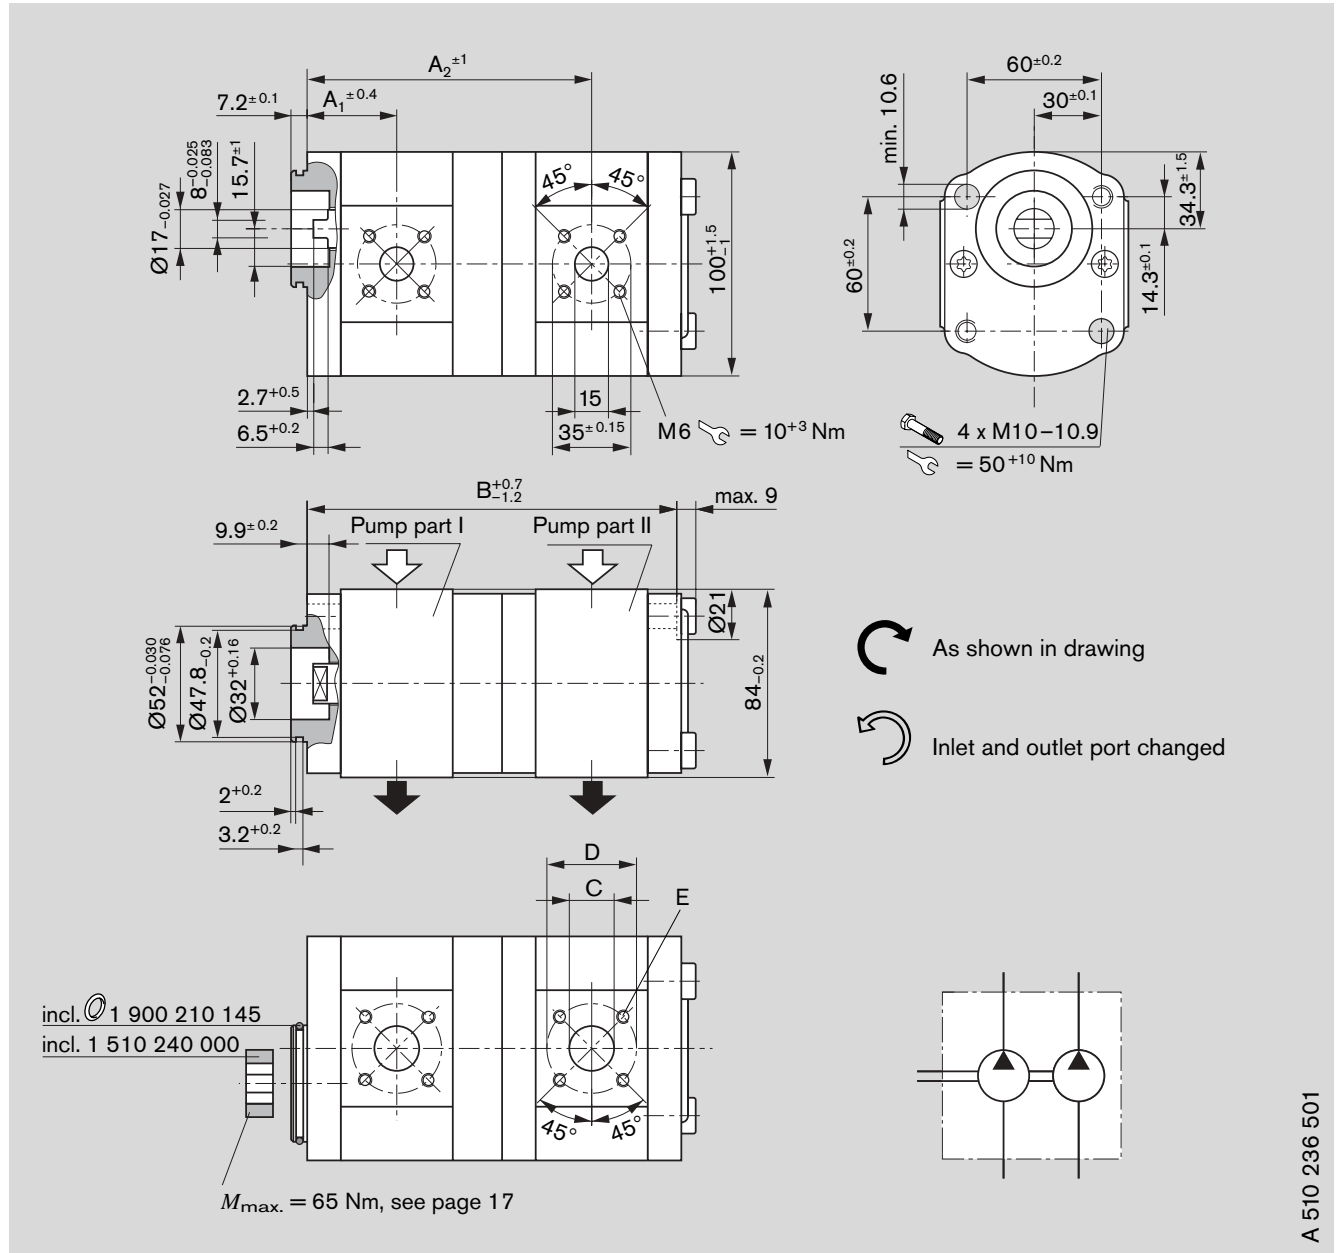 A₂±1
60±0.2
7.2±0.1
A₁±0.4
30±0.1
min. 10.6
8−0.025 −0.083
15.7±1
Ø17−0.027
45° 45°
100+1.5 −1
34.3±1.5
60±0.2
14.3±0.1
2.7+0.5
15
6.5+0.2
35±0.15
M6 = 10+3 Nm
4 x M10–10.9
= 50+10 Nm
B+0.7 −1.2
max. 9
9.9±0.2
Pump part I
Pump part II
Ø21
Ø52−0.030 −0.076
Ø47.8−0.2
Ø32+0.16
84−0.2
As shown in drawing
Inlet and outlet port changed
2+0.2
3.2+0.2
D
C
E
incl. 1 900 210 145
incl. 1 510 240 000
45° 45°
Mmax. = 65 Nm, see page 17
A 510 236 501